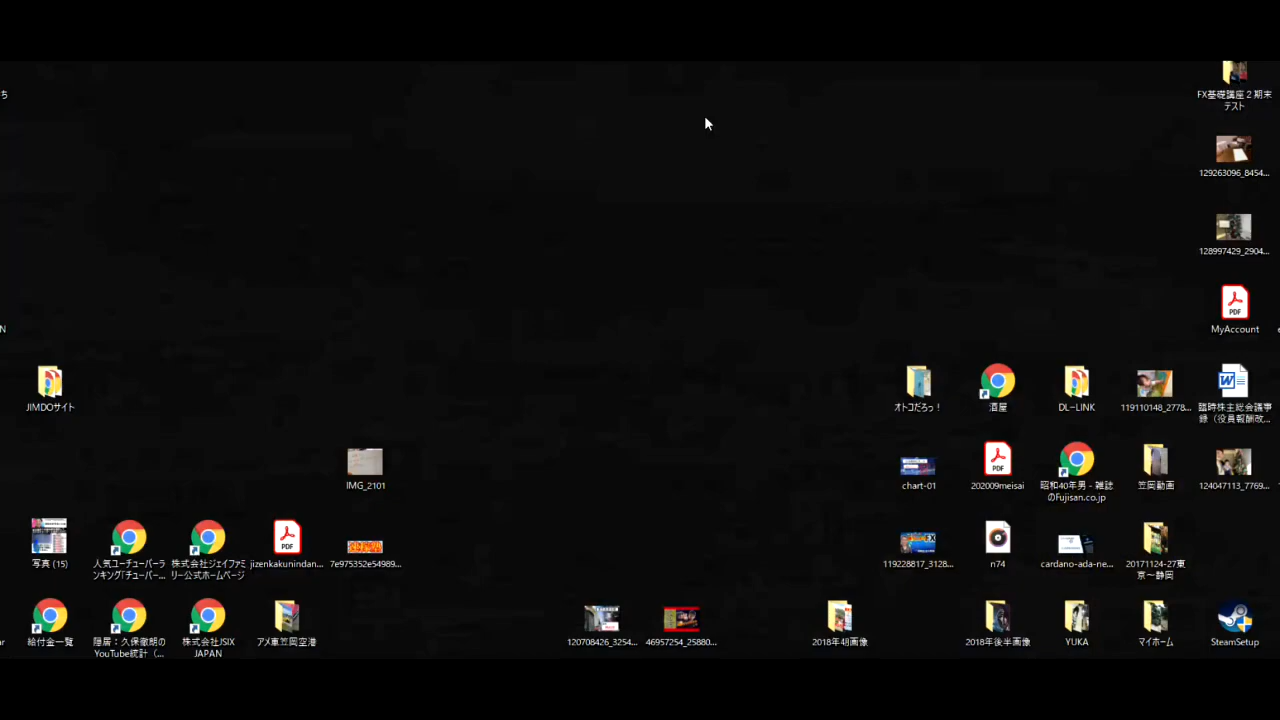 ち
FX基礎講座２期末
テスト
129263096_8454...
128997429_2904...
N
PDF
MyAccount
JIMDOサイト
オトコだろっ！
酒屋
DL-LINK
119110148_2778...
臨時株主総会議事
録（役員報酬改...
IMG_2101
chart-01
PDF
202009meisai
昭和40年男 - 雑誌
のFujisan.co.jp
笠岡動画
124047113_7769...
写真 (15)
人気ユーチューバーラ
ンキング「チューバー...
株式会社ジェイファミ
リー公式ホームページ
PDF
jizenkakunindan...
7e975352e54989...
119228817_3128...
n74
cardano-ada-ne...
20171124-27東
京～静岡
給付金一覧
隠居：久保徹朗の
YouTube統計（...
株式会社JSIX
JAPAN
アメ車笠岡空港
120708426_3254...
46957254_25880...
2018年4月画像
2018年後半画像
YUKA
マイホーム
SteamSetup